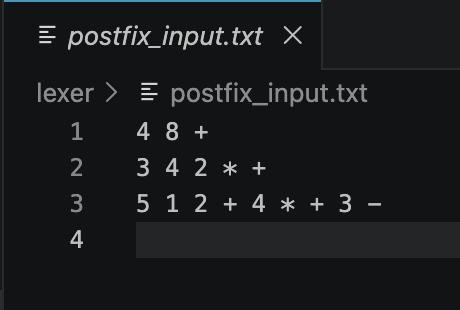 postfix_input.txt ×
lexer > postfix_input.txt
1 4 8 +
2 3 4 2 * +
3 5 1 2 + 4 * + 3 -
4